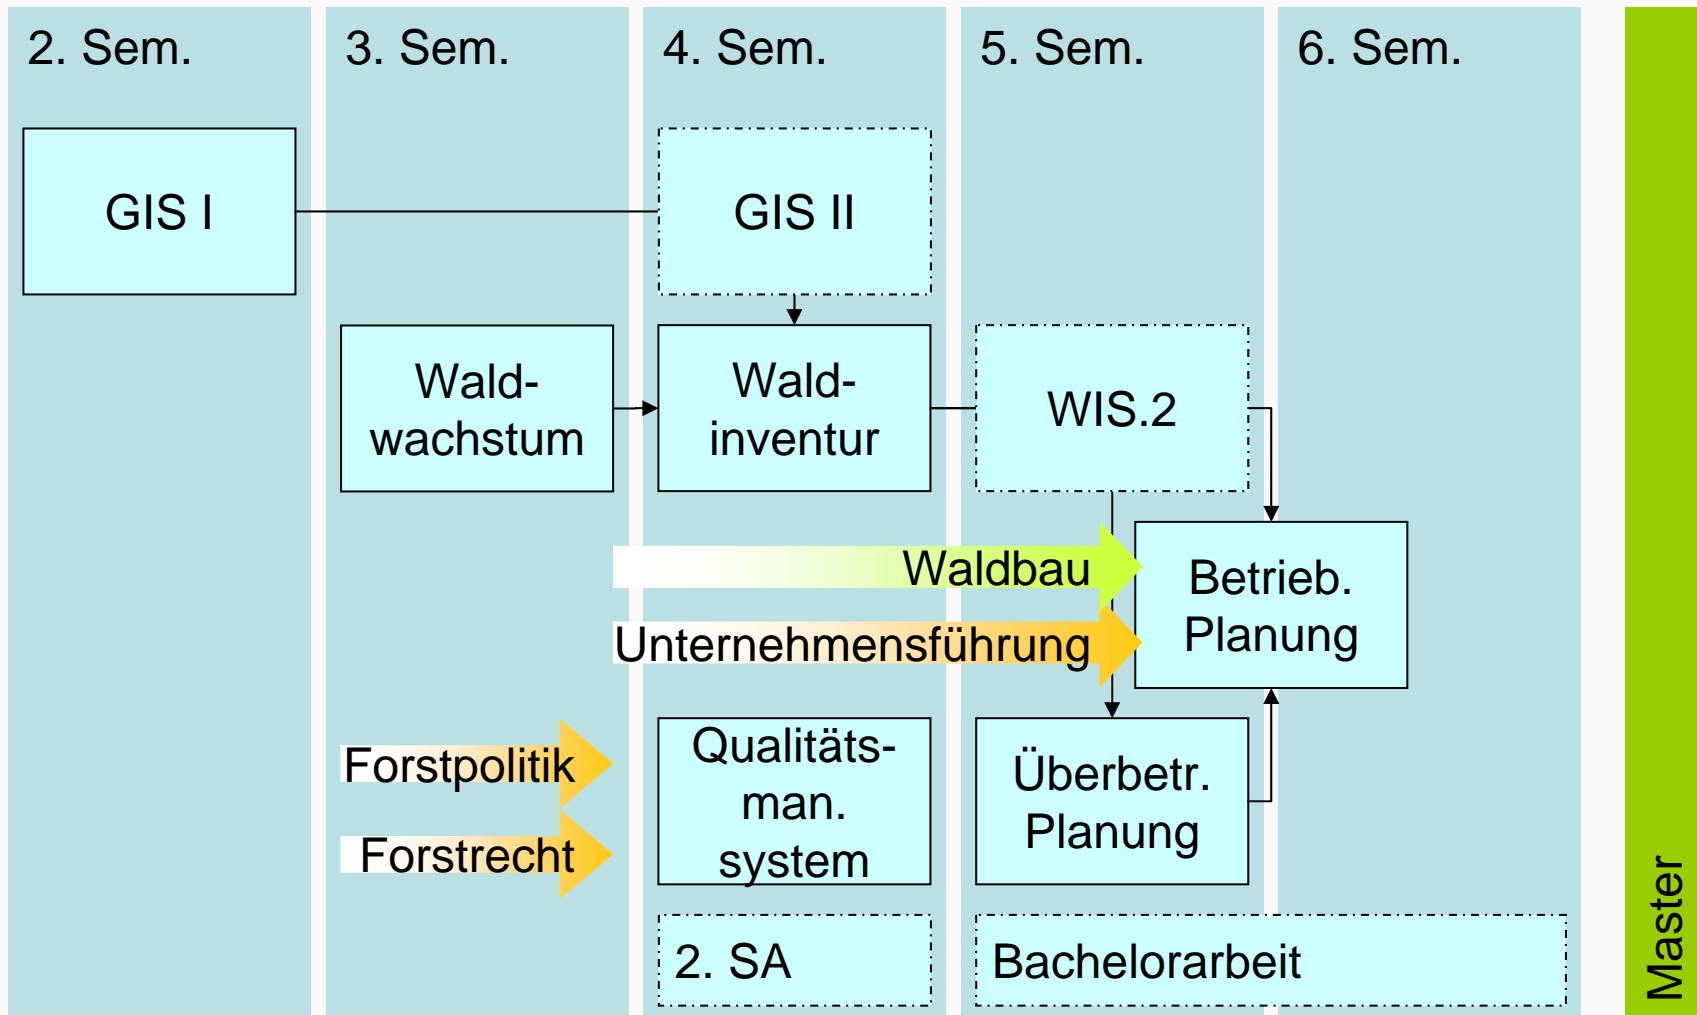 2. Sem.
3. Sem.
4. Sem.
5. Sem.
6. Sem.
GIS I
GIS II
Wald-
wachstum
Wald-
inventur
WIS.2
Waldbau
Unternehmensführung
Betrieb.
Planung
Forstpolitik
Forstrecht
Qualitäts-
man.
system
Überbetr.
Planung
2. SA
Bachelorarbeit
Master